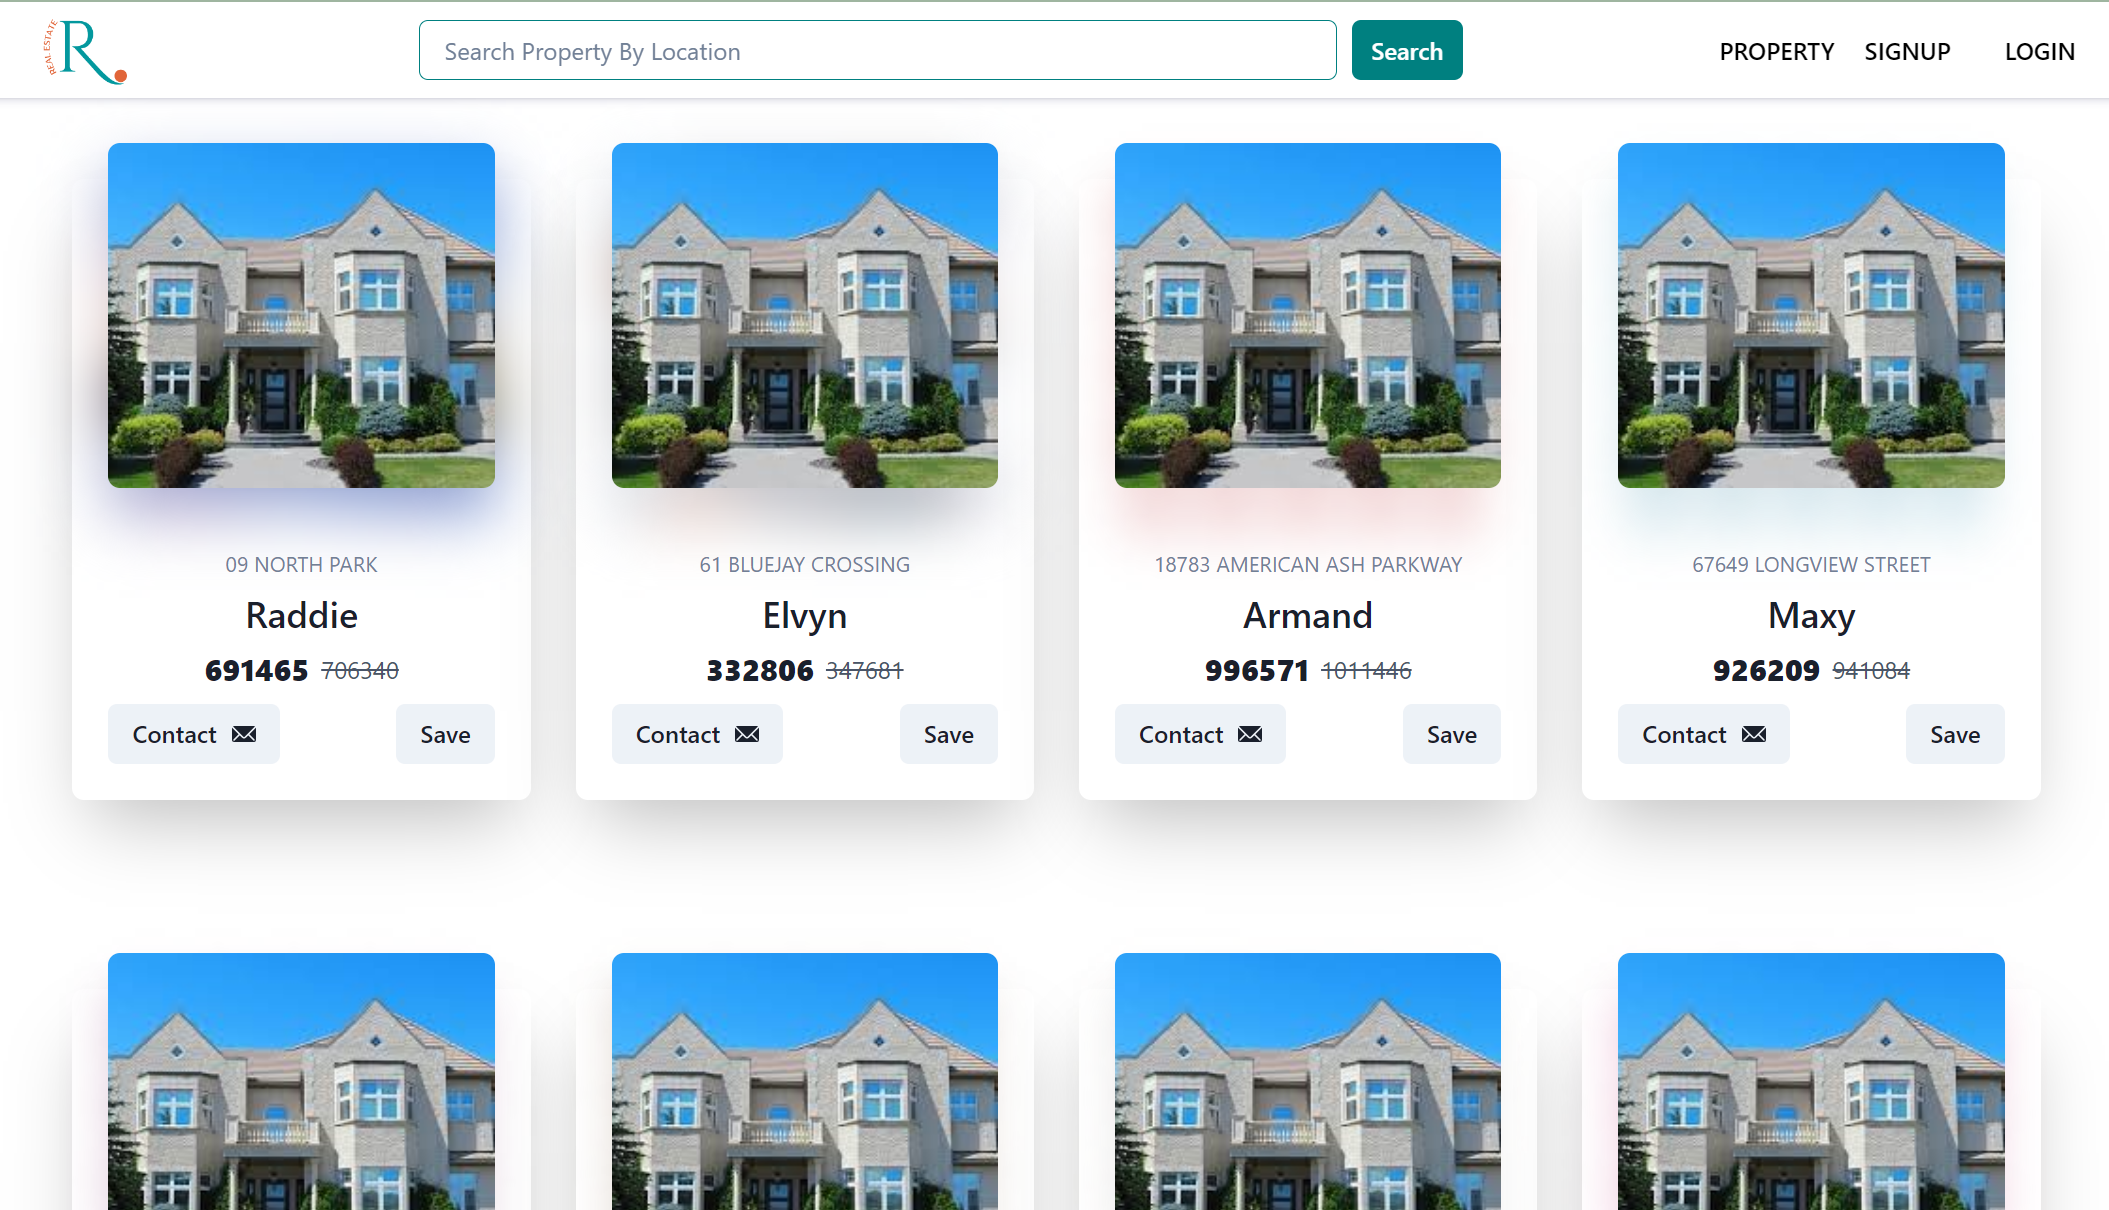 REAL ESTATE
R
Search Property By Location
Search
PROPERTY
SIGNUP
LOGIN
09 NORTH PARK
Raddie
691465 706340
Contact
Save
61 BLUEJAY CROSSING
Elvyn
332806 347681
Contact
Save
18783 AMERICAN ASH PARKWAY
Armand
996571 1011446
Contact
Save
67649 LONGVIEW STREET
Maxy
926209 941084
Contact
Save